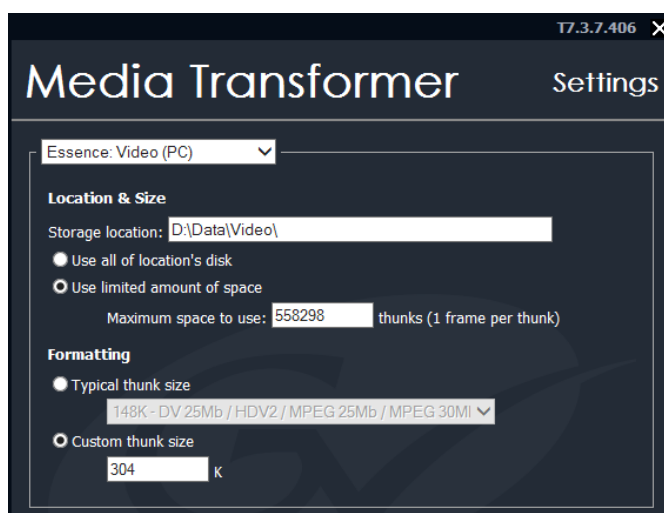 T7.3.7.406 X
Media Transformer Settings
Essence: Video (PC)
Location & Size
Storage location: D:\Data\Video\
Use all of location's disk
Use limited amount of space
Maximum space to use: 558298 thunks (1 frame per thunk)
Formatting
Typical thunk size
148K - DV 25Mb / HDV2 / MPEG 25Mb / MPEG 30M
Custom thunk size
304 K